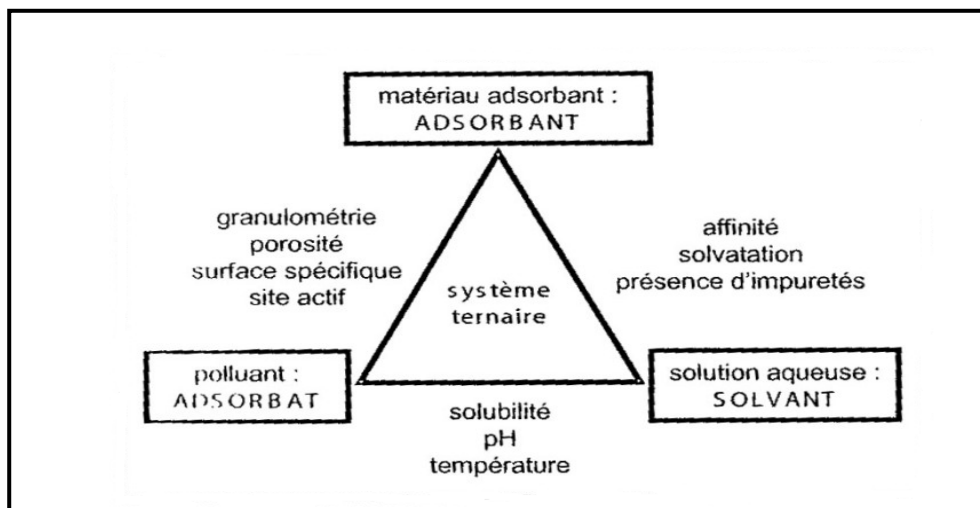 matériau adsorbant :
ADSORBANT
granulométrie
porosité
surface spécifique
site actif
affinité
solvatation
présence d'impuretés
système
ternaire
polluant :
ADSORBAT
solution aqueuse :
SOLVANT
solubilité
pH
température